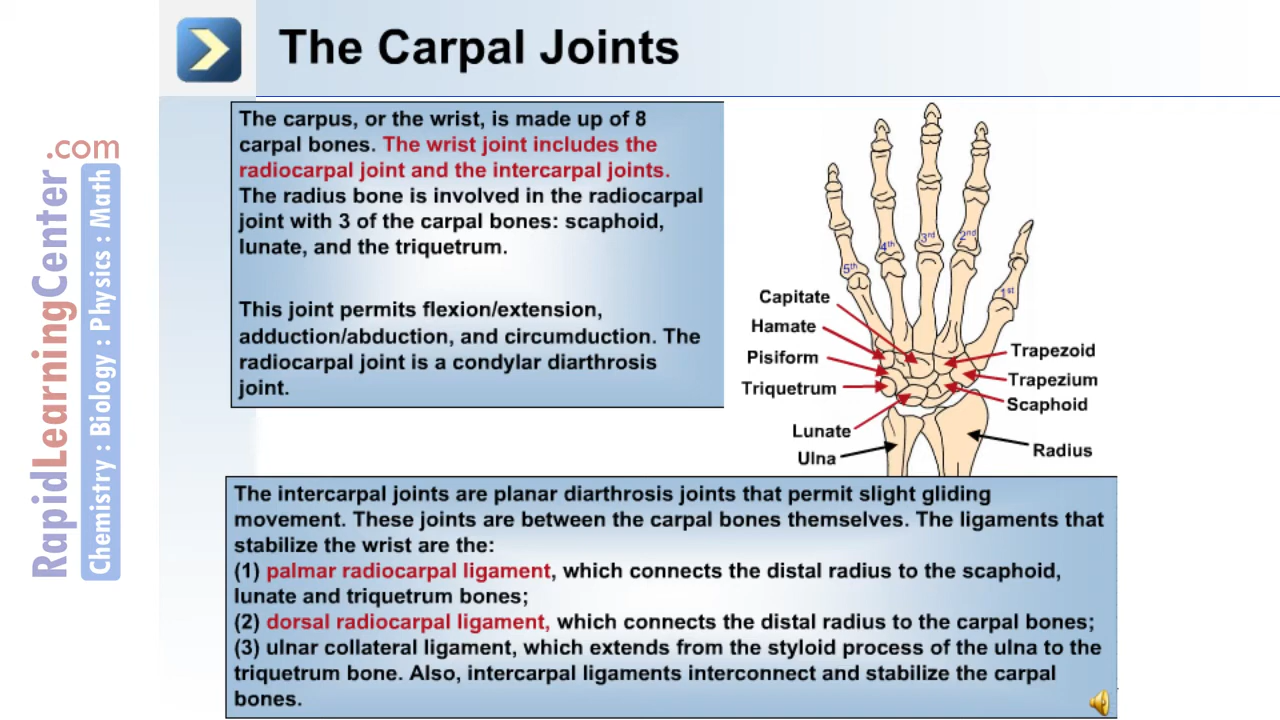 The Carpal Joints
RapidLearningCenter.com
Chemistry : Biology : Physics : Math
The carpus, or the wrist, is made up of 8
carpal bones. The wrist joint includes the
radiocarpal joint and the intercarpal joints.
The radius bone is involved in the radiocarpal
joint with 3 of the carpal bones: scaphoid,
lunate, and the triquetrum.
This joint permits flexion/extension,
adduction/abduction, and circumduction. The
radiocarpal joint is a condylar diarthrosis
joint.
5th
4th
3rd
2nd
1st
Capitate
Hamate
Pisiform
Triquetrum
Lunate
Ulna
Trapezoid
Trapezium
Scaphoid
Radius
The intercarpal joints are planar diarthrosis joints that permit slight gliding
movement. These joints are between the carpal bones themselves. The ligaments that
stabilize the wrist are the:
(1) palmar radiocarpal ligament, which connects the distal radius to the scaphoid,
lunate and triquetrum bones;
(2) dorsal radiocarpal ligament, which connects the distal radius to the carpal bones;
(3) ulnar collateral ligament, which extends from the styloid process of the ulna to the
triquetrum bone. Also, intercarpal ligaments interconnect and stabilize the carpal
bones.